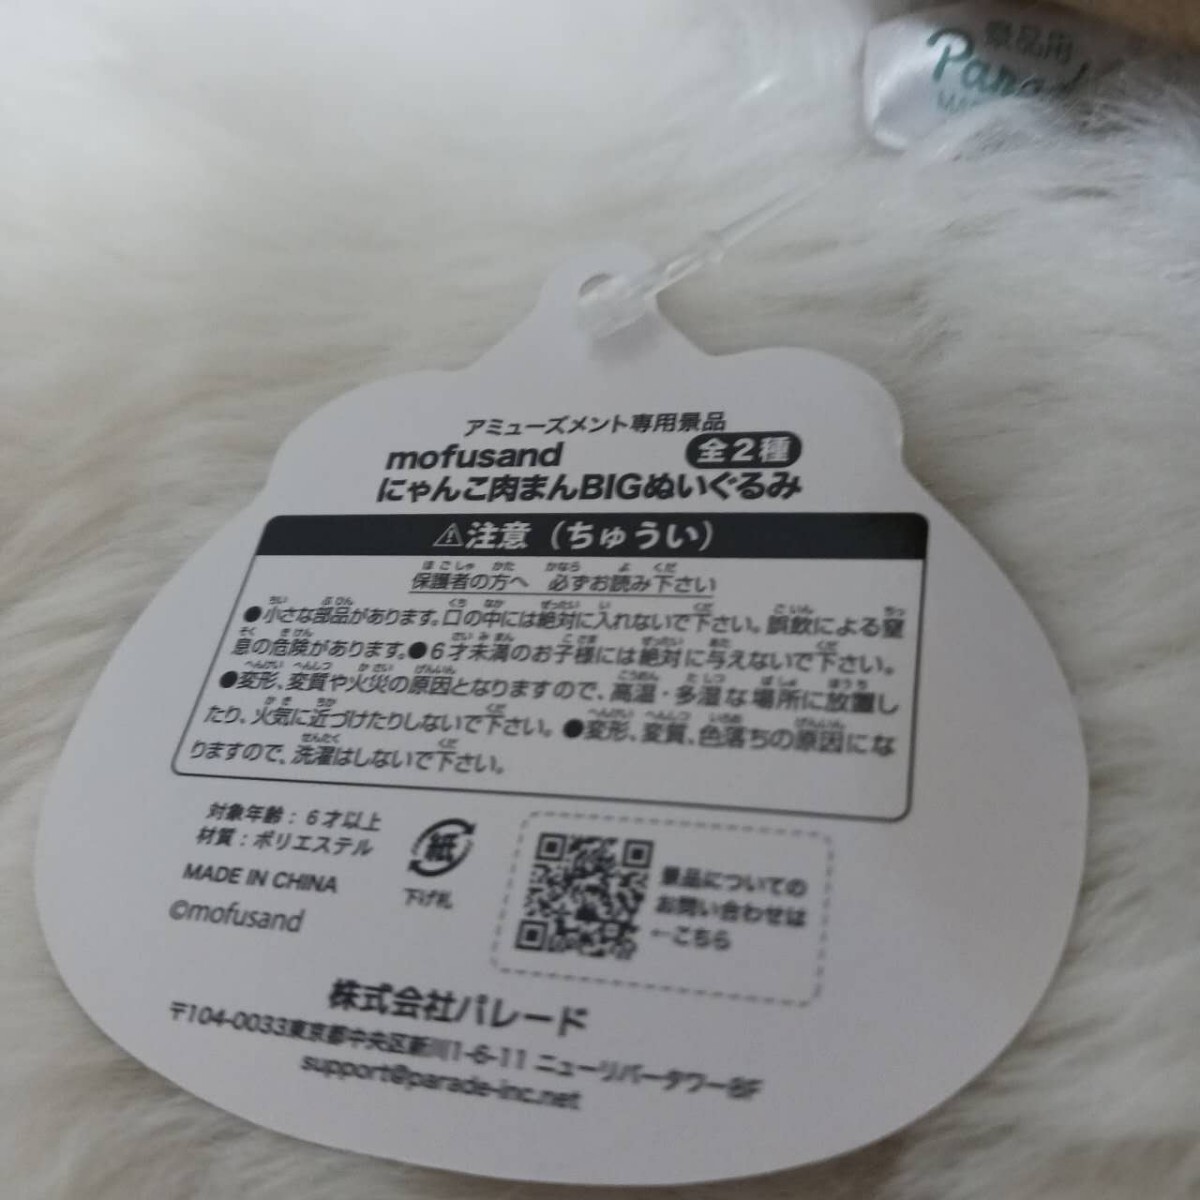 景品用
アミューズメント専用景品
mofusand 全2種
にゃんこ肉まんBIGぬいぐるみ
⚠注意（ちゅうい）
保護者の方へ 必ずお読み下さい
●小さな部品があります。口の中には絶対に入れないで下さい。誤飲による窒
息の危険があります。●6才未満のお子様には絶対に与えないで下さい。
●変形、変質や火災の原因となりますので、高温・多湿な場所に放置し
たり、火気に近づけたりしないで下さい。●変形、変質、色落ちの原因にな
りますので、洗濯はしないで下さい。
対象年齢：6才以上
材質：ポリエステル
MADE IN CHINA
©mofusand
紙
下げ札
景品についての
お問い合わせは
←こちら
株式会社パレード
〒104-0033東京都中央区新川1-6-11 ニューリバータワー8F
support@parade-inc.net